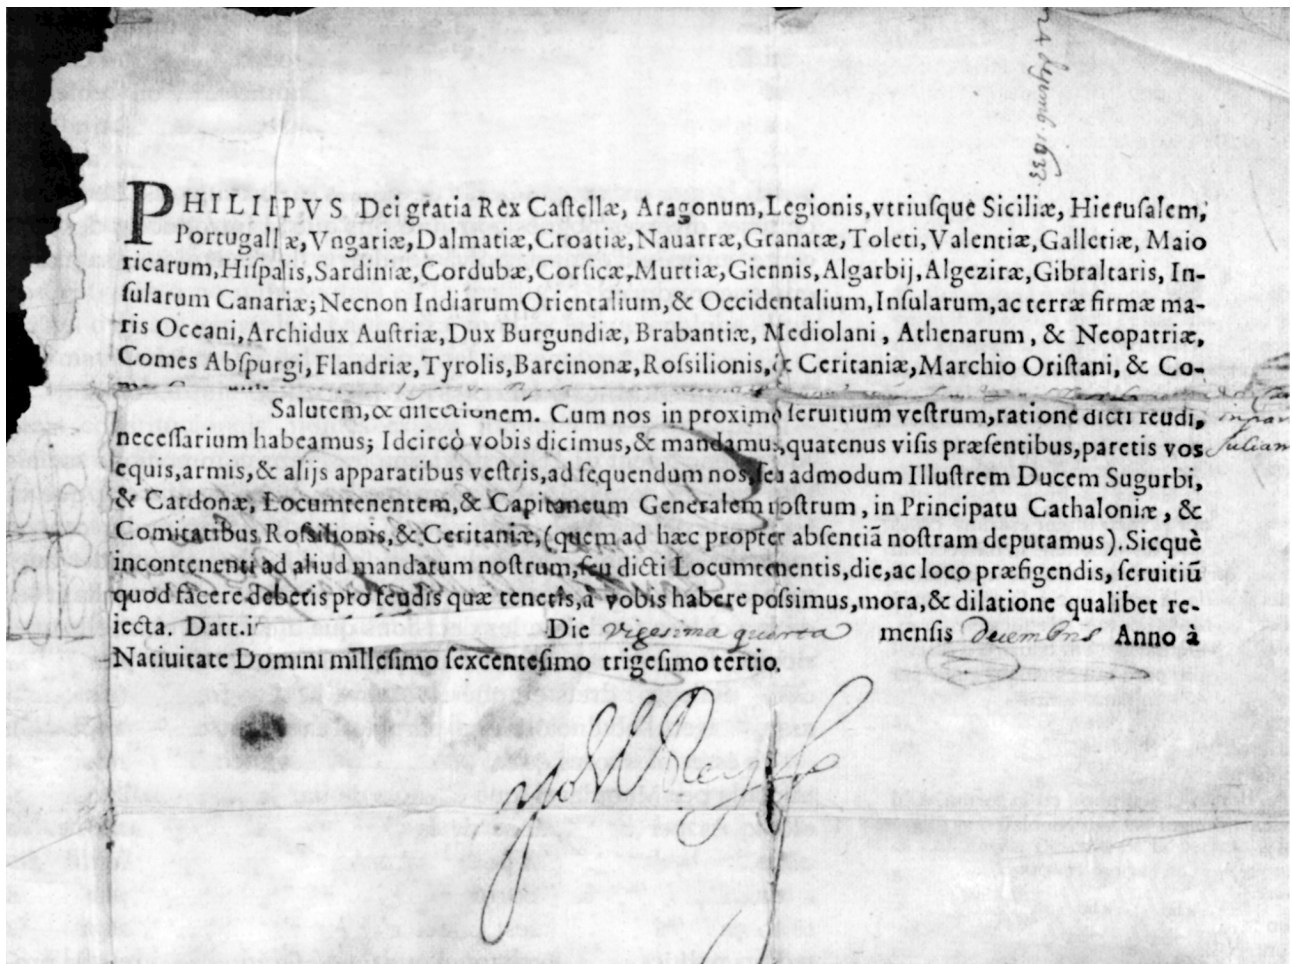 Decemb. 1633
PHILIIPVS Dei gratia Rex Castellæ, Aragonum, Legionis, vtriusque Siciliæ, Hierusalem,
Portugallæ, Vngariæ, Dalmatiæ, Croatiæ, Nauarræ, Granatæ, Toleti, Valentiæ, Galletiæ, Maio
ricarum, Hispalis, Sardiniæ, Cordubæ, Corsicæ, Murtiæ, Giennis, Algarbij, Algeziræ, Gibraltaris, In-
sularum Canariæ; Necnon Indiarum Orientalium, & Occidentalium, Insularum, ac terræ firmæ ma-
ris Oceani, Archidux Austriæ, Dux Burgundiæ, Brabantiæ, Mediolani, Athenarum, & Neopatriæ,
Comes Abspurgi, Flandriæ, Tyrolis, Barcinonæ, Rossilionis, & Ceritaniæ, Marchio Oristani, & Co-
Salutem, & dilectionem. Cum nos in proximo seruitium vestrum, ratione dicti feudi,
necessarium habeamus; Idcircò vobis dicimus, & mandamus, quatenus visis præsentibus, paretis vos
equis, armis, & alijs apparatibus vestris, ad sequendum nos, seu admodum Illustrem Ducem Sugurbi,
& Cardonæ, Locumtenentem, & Capitaneum Generalem nostrum, in Principatu Cathaloniæ, &
Comitatibus Rossilionis, & Ceritaniæ, (quem ad hæc propter absentiã nostram deputamus). Sicquè
incontenenti ad aliud mandatum nostrum, seu dicti Locumtenentis, die, ac loco præfigendis, seruitiũ
quod facere debetis pro feudis quæ tenetis, à vobis habere possimus, mora, & dilatione qualibet re-
iecta. Datt. i Die vigesima quarta mensis decembris Anno à
Natiuitate Domini millesimo sexcentesimo trigesimo tertio.
yo el Rey